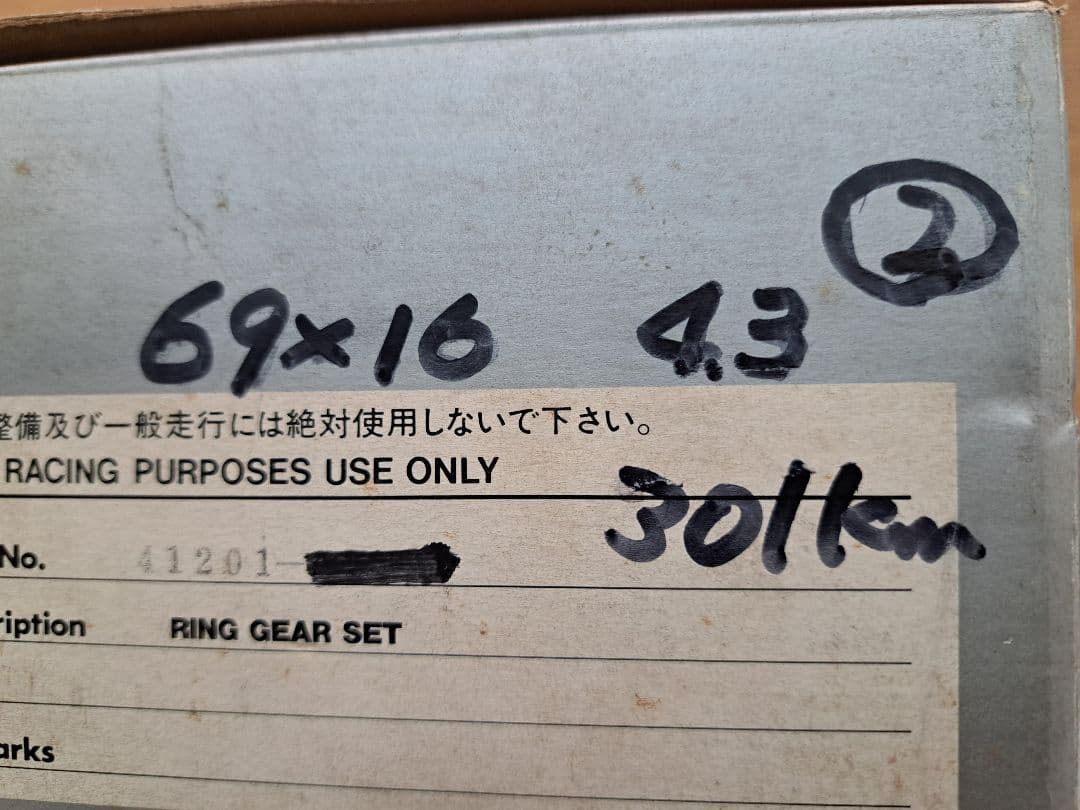 ②
69×16 4.3
整備及び一般走行には絶対使用しないで下さい。
RACING PURPOSES USE ONLY
301km
No. 41201-
ription RING GEAR SET
arks